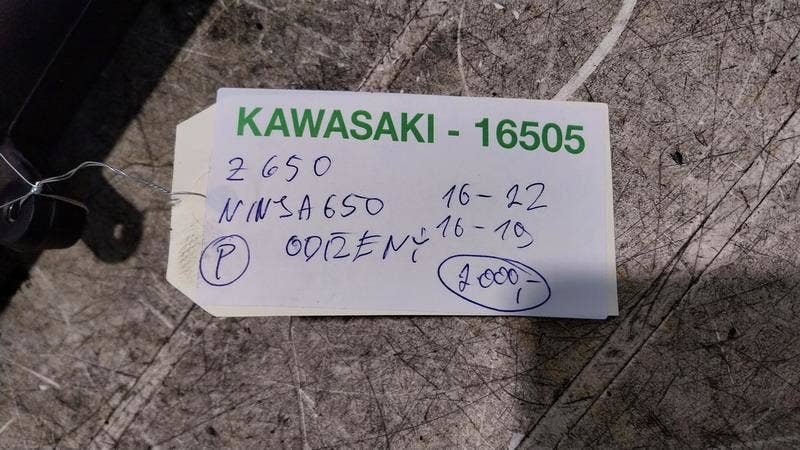 KAWASAKI - 16505
Z650
NINJA650 16-22
16-19
P ODŘENÝ
2000,-